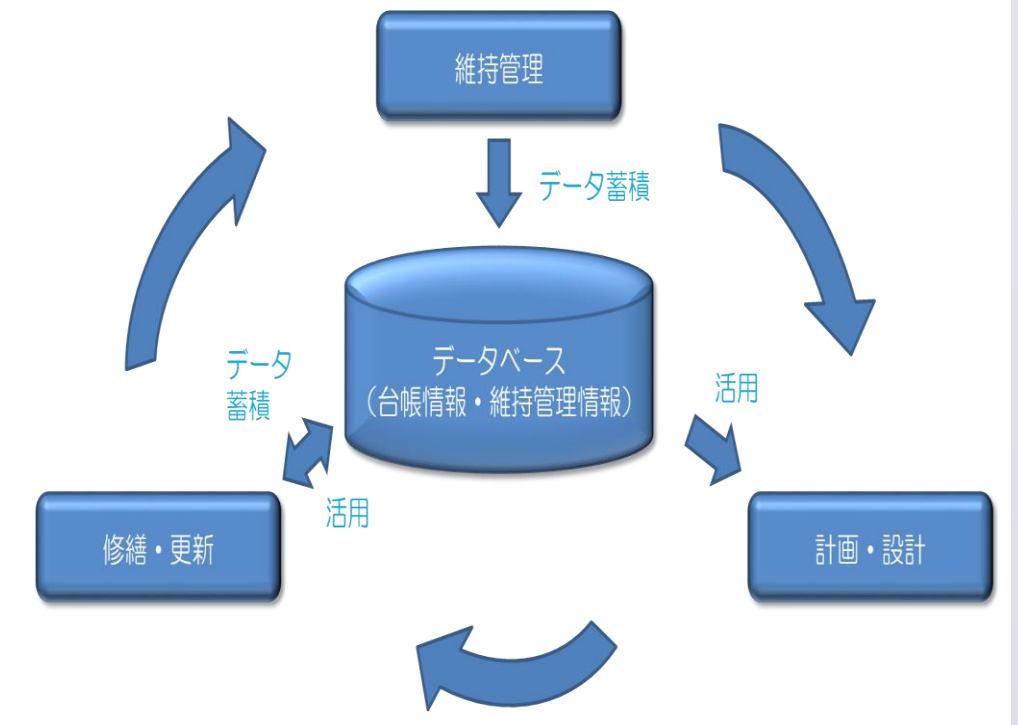 維持管理
データ蓄積
データベース
（台帳情報・維持管理情報）
データ
蓄積
活用
活用
修繕・更新
計画・設計